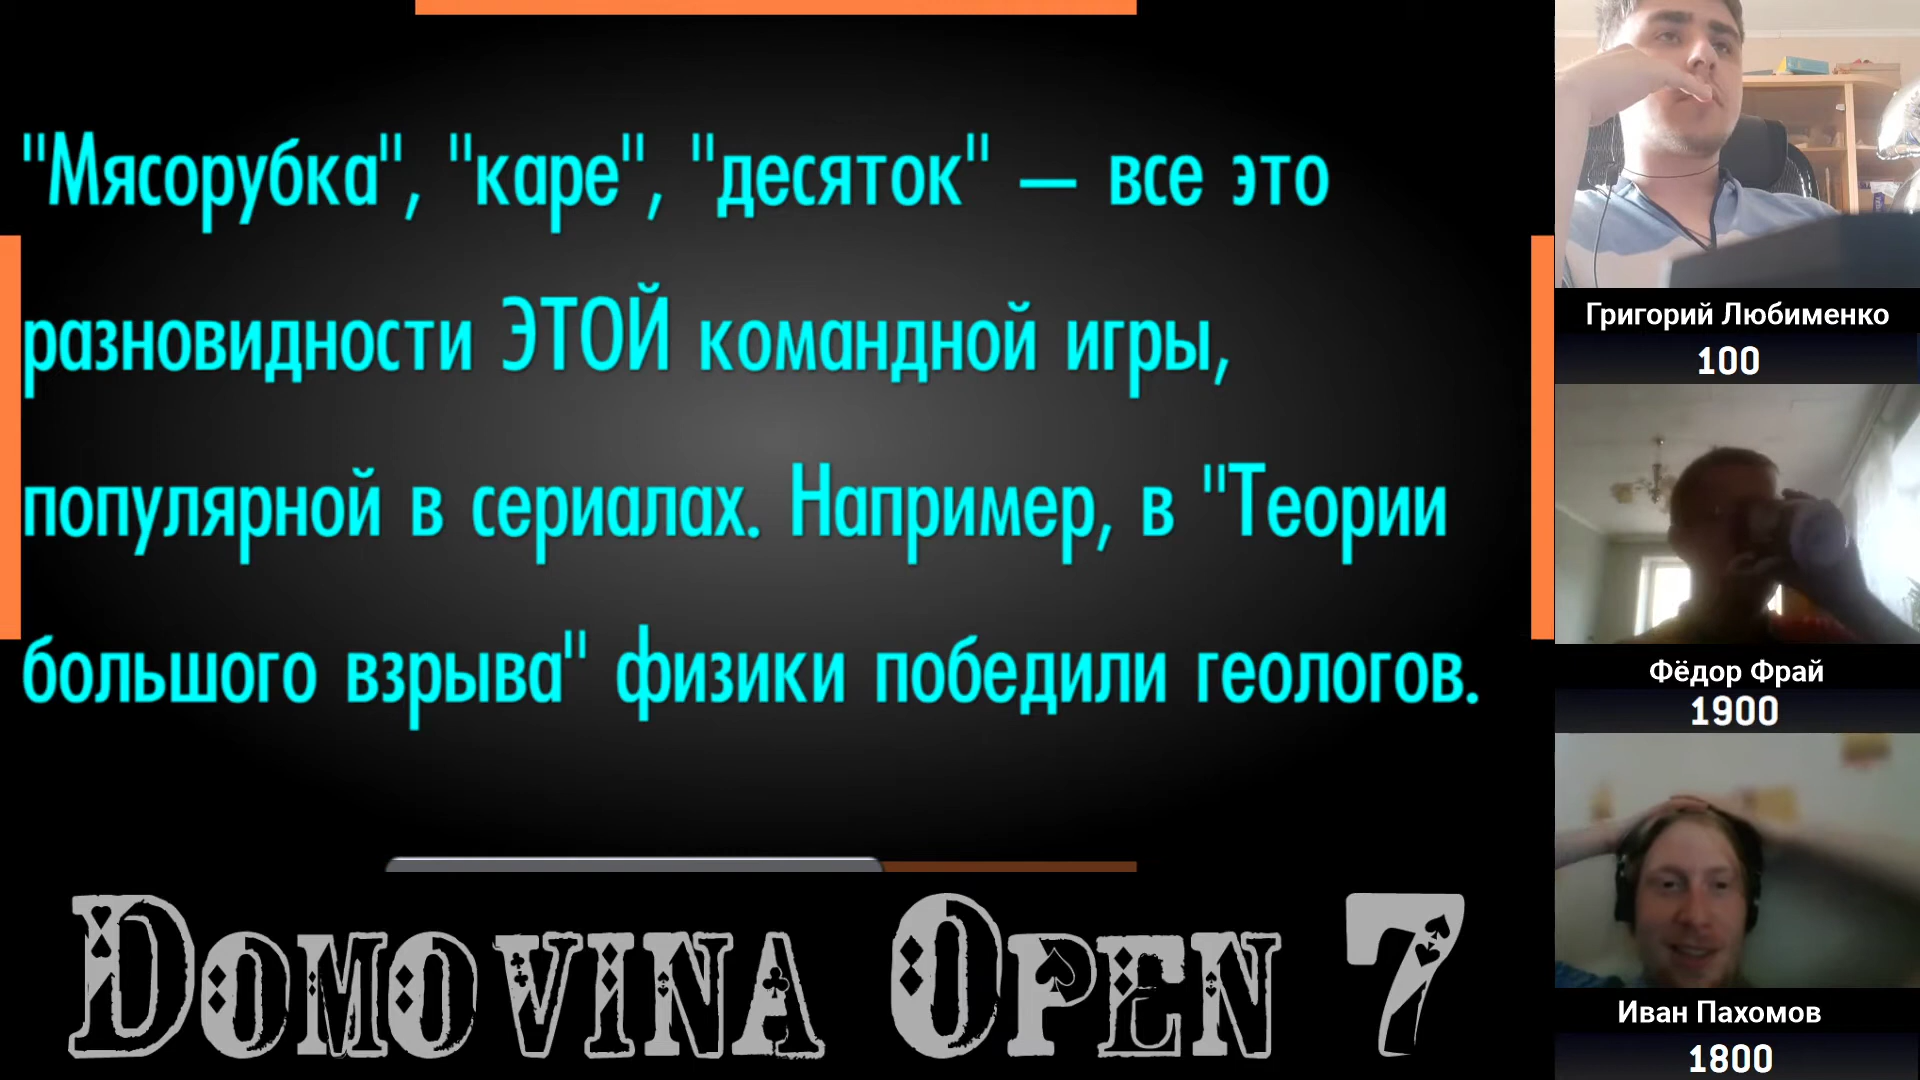 "Мясорубка", "каре", "десяток" — все это
разновидности ЭТОЙ командной игры,
популярной в сериалах. Например, в "Теории
большого взрыва" физики победили геологов.
Domovina Open 7
Григорий Любименко
100
Фёдор Фрай
1900
Иван Пахомов
1800